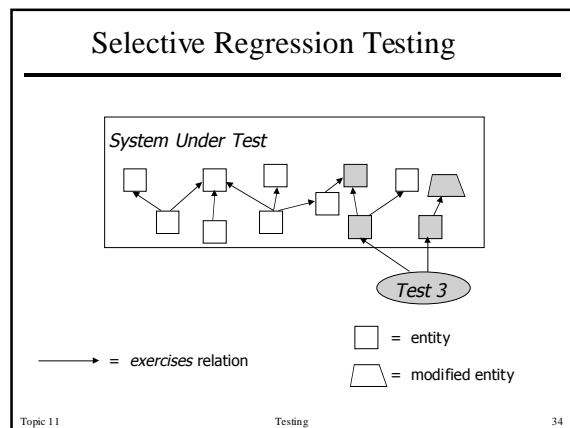 Selective Regression Testing
System Under Test
Test 3
= entity
= exercises relation
= modified entity
Topic 11
Testing
34